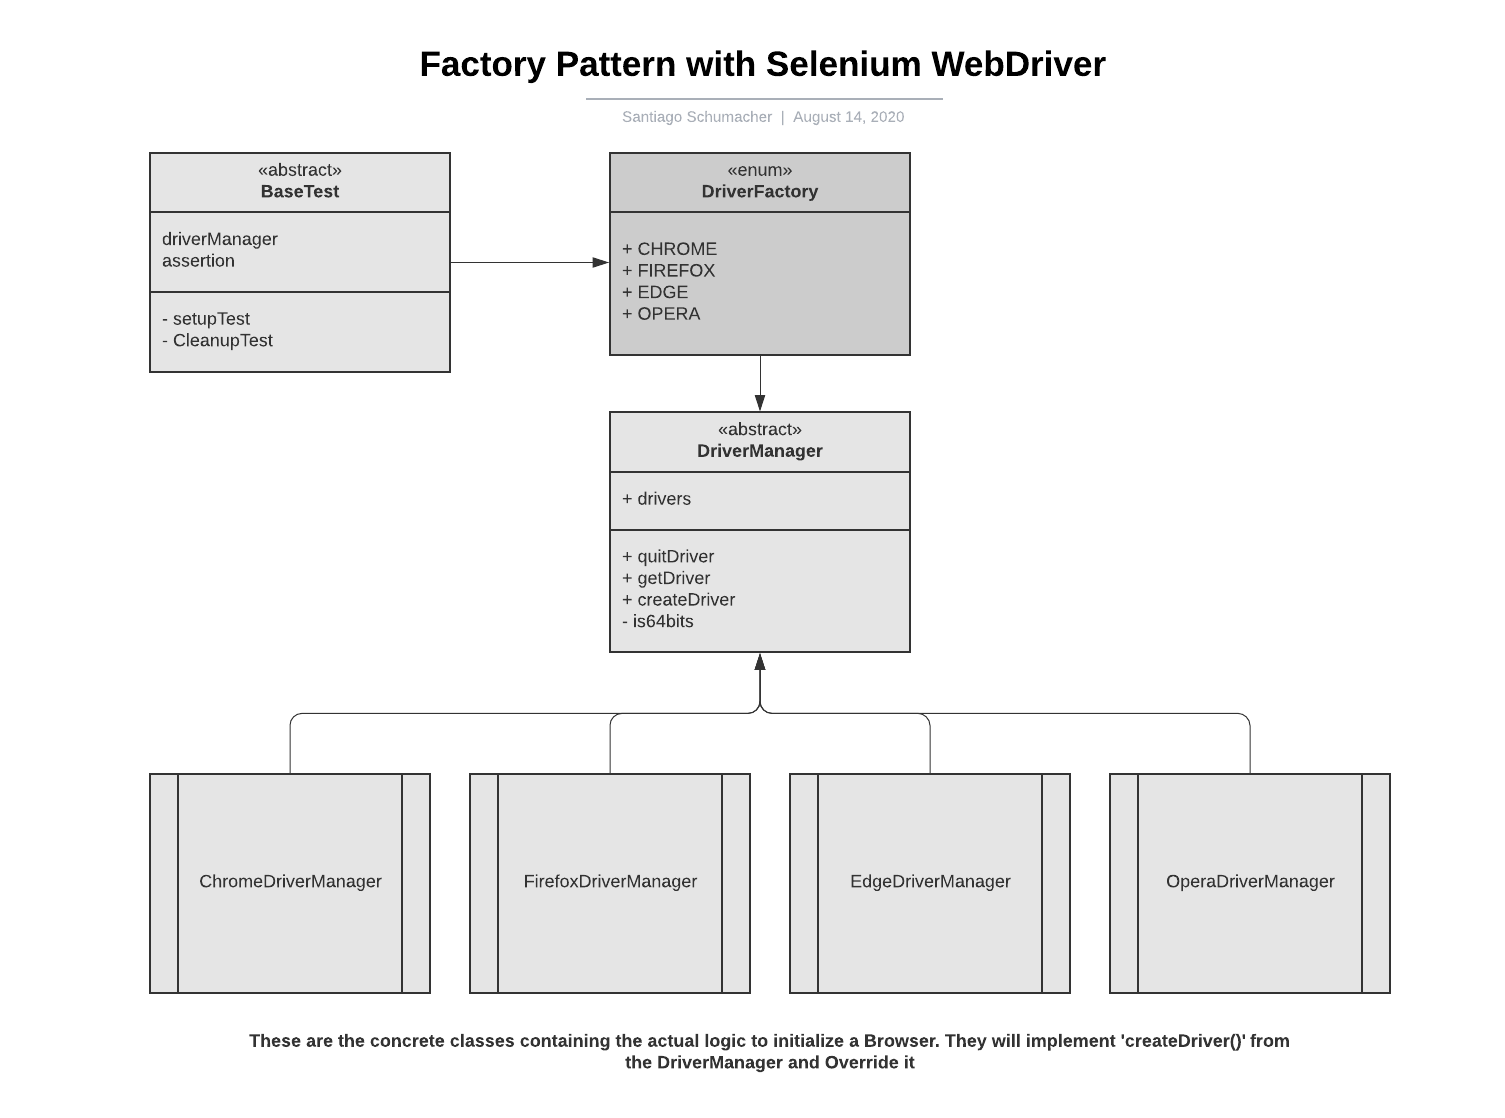 Factory Pattern with Selenium WebDriver
Santiago Schumacher | August 14, 2020
«abstract»
BaseTest
driverManager
assertion
- setupTest
- CleanupTest
«enum»
DriverFactory
+ CHROME
+ FIREFOX
+ EDGE
+ OPERA
«abstract»
DriverManager
+ drivers
+ quitDriver
+ getDriver
+ createDriver
- is64bits
ChromeDriverManager
FirefoxDriverManager
EdgeDriverManager
OperaDriverManager
These are the concrete classes containing the actual logic to initialize a Browser. They will implement 'createDriver()' from
the DriverManager and Override it